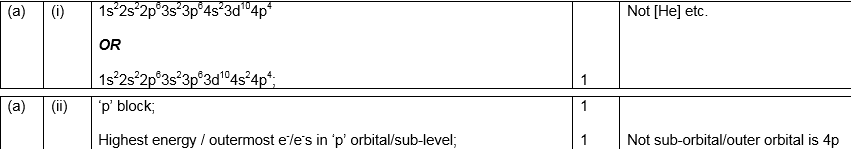 (a) (i) 1s²2s²2p⁶3s²3p⁶4s²3d¹⁰4p⁴ Not [He] etc.
OR
1s²2s²2p⁶3s²3p⁶3d¹⁰4s²4p⁴; 1
(a) (ii) ‘p’ block; 1
Highest energy / outermost e⁻/e⁻s in ‘p’ orbital/sub-level; 1 Not sub-orbital/outer orbital is 4p